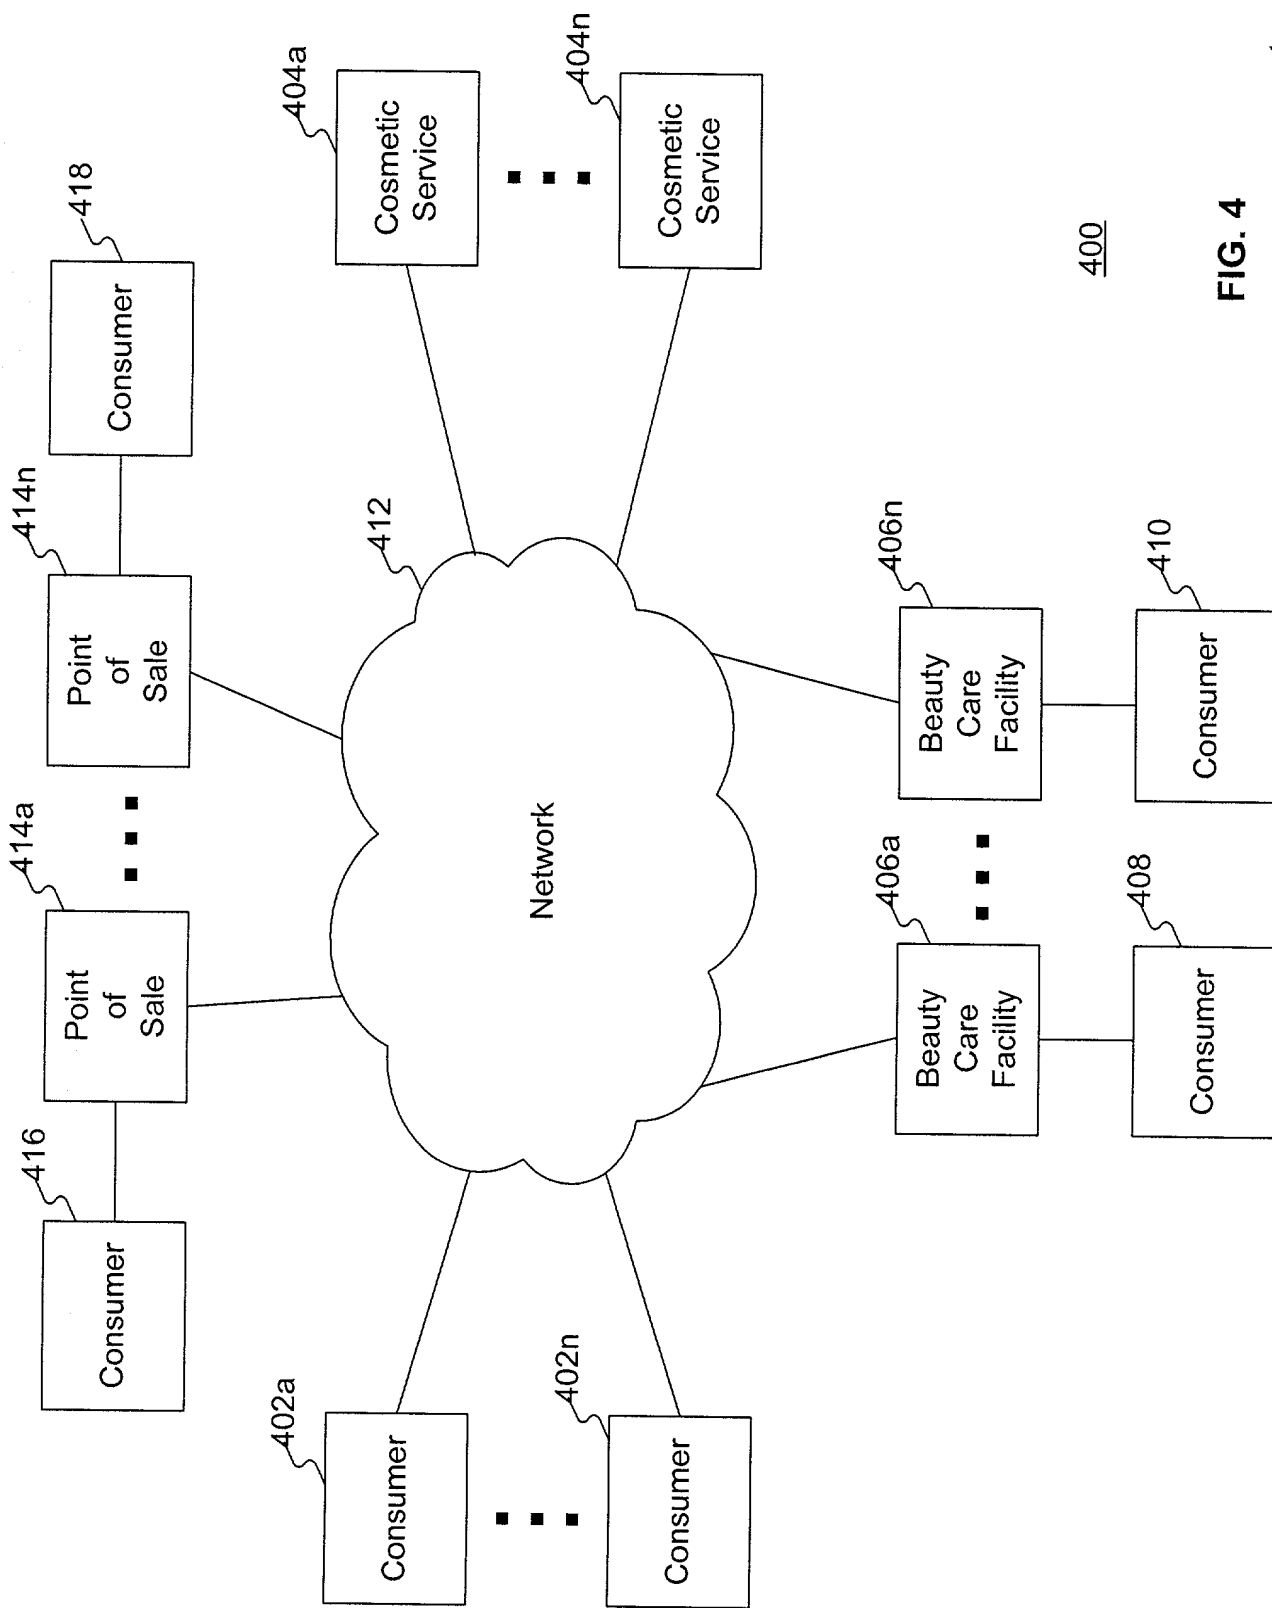 416
Consumer
414a
Point
of
Sale
414n
Point
of
Sale
418
Consumer
402a
Consumer
402n
Consumer
412
Network
404a
Cosmetic
Service
404n
Cosmetic
Service
406a
Beauty
Care
Facility
406n
Beauty
Care
Facility
408
Consumer
410
Consumer
400
FIG. 4